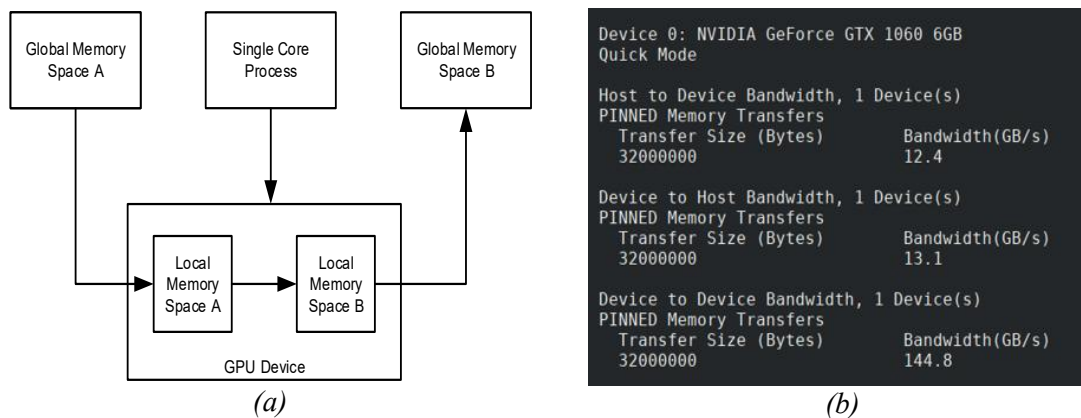 Global Memory
Space A
Single Core
Process
Global Memory
Space B
Local
Memory
Space A
Local
Memory
Space B
GPU Device
(a)
Device 0: NVIDIA GeForce GTX 1060 6GB
Quick Mode
Host to Device Bandwidth, 1 Device(s)
PINNED Memory Transfers
Transfer Size (Bytes) Bandwidth(GB/s)
32000000 12.4
Device to Host Bandwidth, 1 Device(s)
PINNED Memory Transfers
Transfer Size (Bytes) Bandwidth(GB/s)
32000000 13.1
Device to Device Bandwidth, 1 Device(s)
PINNED Memory Transfers
Transfer Size (Bytes) Bandwidth(GB/s)
32000000 144.8
(b)